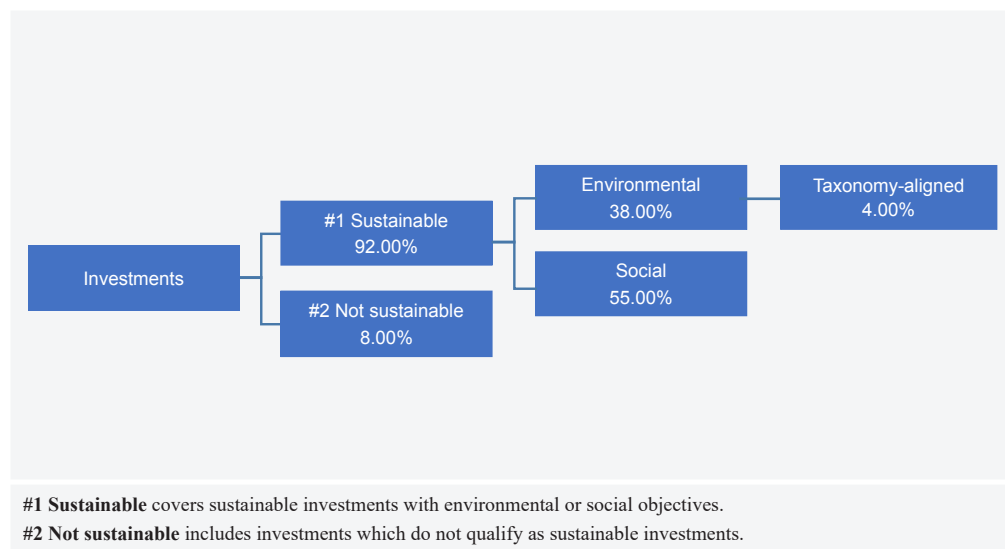 Investments
#1 Sustainable
92.00%
#2 Not sustainable
8.00%
Environmental
38.00%
Social
55.00%
Taxonomy-aligned
4.00%
#1 Sustainable covers sustainable investments with environmental or social objectives.
#2 Not sustainable includes investments which do not qualify as sustainable investments.